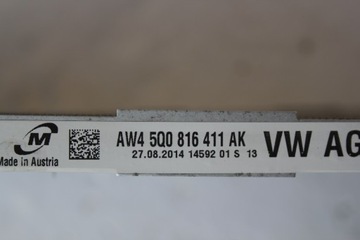 M
AW4 5Q0 816 411 AK
27.08.2014 14592 01 S 13
VW AG
Made in Austria